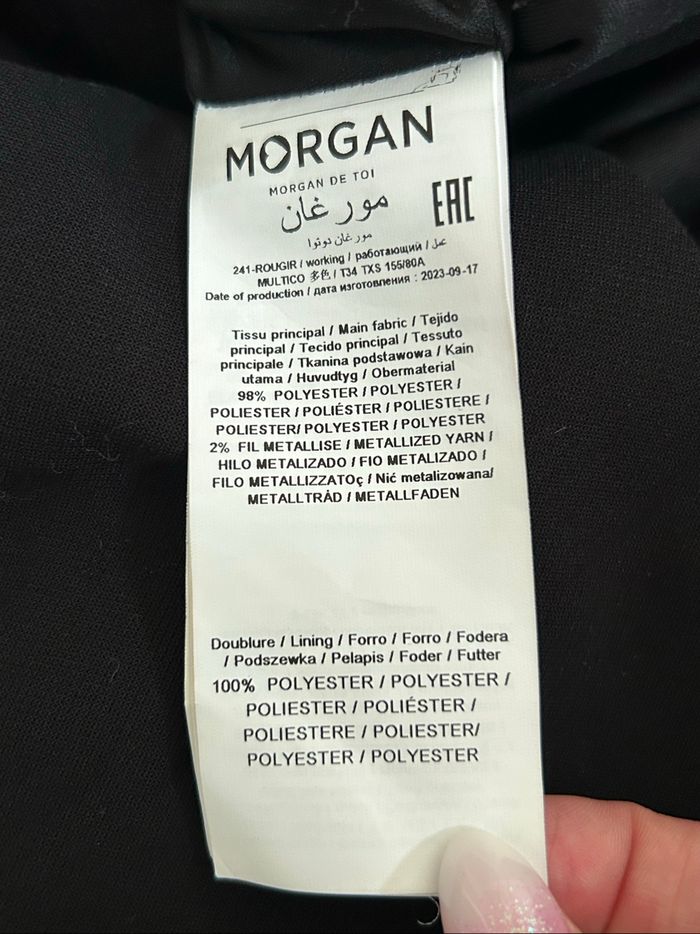 MORGAN
MORGAN DE TOI
مورغان
EAC
مورغان دوتوا
241-ROUGIR / working / работающий / عمل
MULTICO 多色 / T34 TXS 155/80A
Date of production / дата изготовления : 2023-09-17
Tissu principal / Main fabric / Tejido
principal / Tecido principal / Tessuto
principale / Tkanina podstawowa / Kain
utama / Huvudtyg / Obermaterial
98% POLYESTER / POLYESTER /
POLIESTER / POLIÉSTER / POLIESTERE /
POLIESTER/ POLYESTER / POLYESTER
2% FIL METALLISE / METALLIZED YARN /
HILO METALIZADO / FIO METALIZADO /
FILO METALLIZZATOç / Nić metalizowana/
METALLTRÅD / METALLFADEN
Doublure / Lining / Forro / Forro / Fodera
/ Podszewka / Pelapis / Foder / Futter
100% POLYESTER / POLYESTER /
POLIESTER / POLIÉSTER /
POLIESTERE / POLIESTER/
POLYESTER / POLYESTER